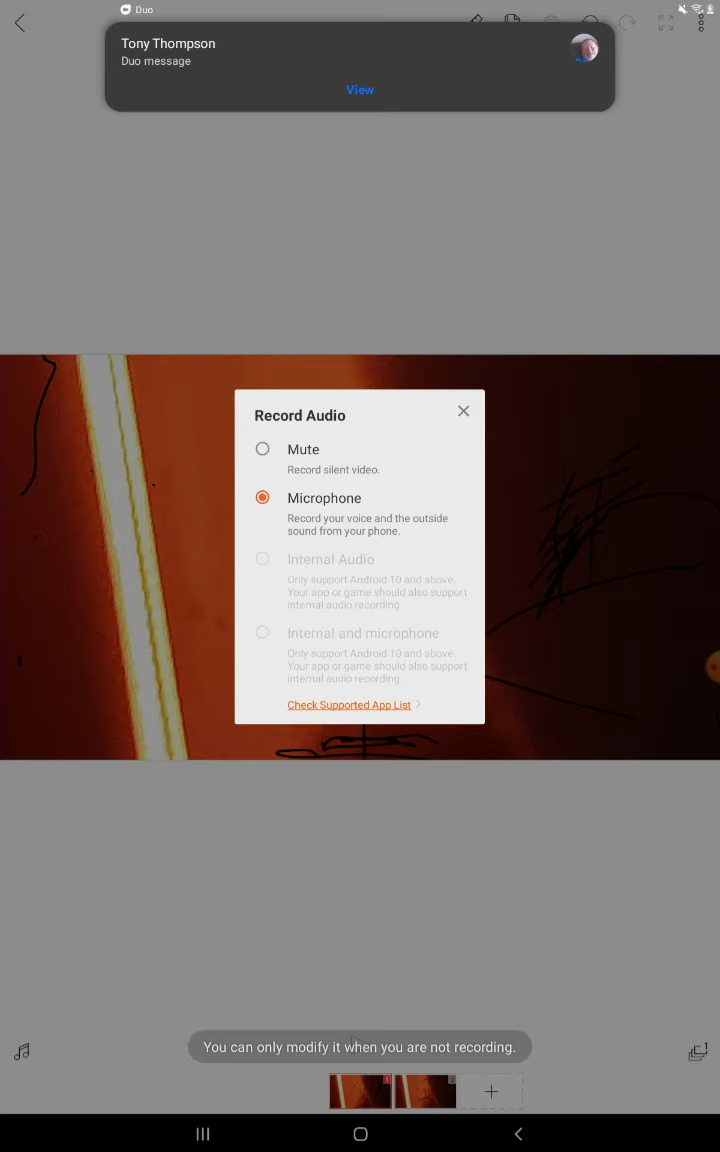 Duo
Tony Thompson
Duo message
View
Record Audio
Mute
Record silent video.
Microphone
Record your voice and the outside
sound from your phone.
Internal Audio
Only support Android 10 and above.
Your app or game should also support
internal audio recording
Internal and microphone
Only support Android 10 and above.
Your app or game should also support
internal audio recording
Check Supported App List
1
You can only modify it when you are not recording.
1
2